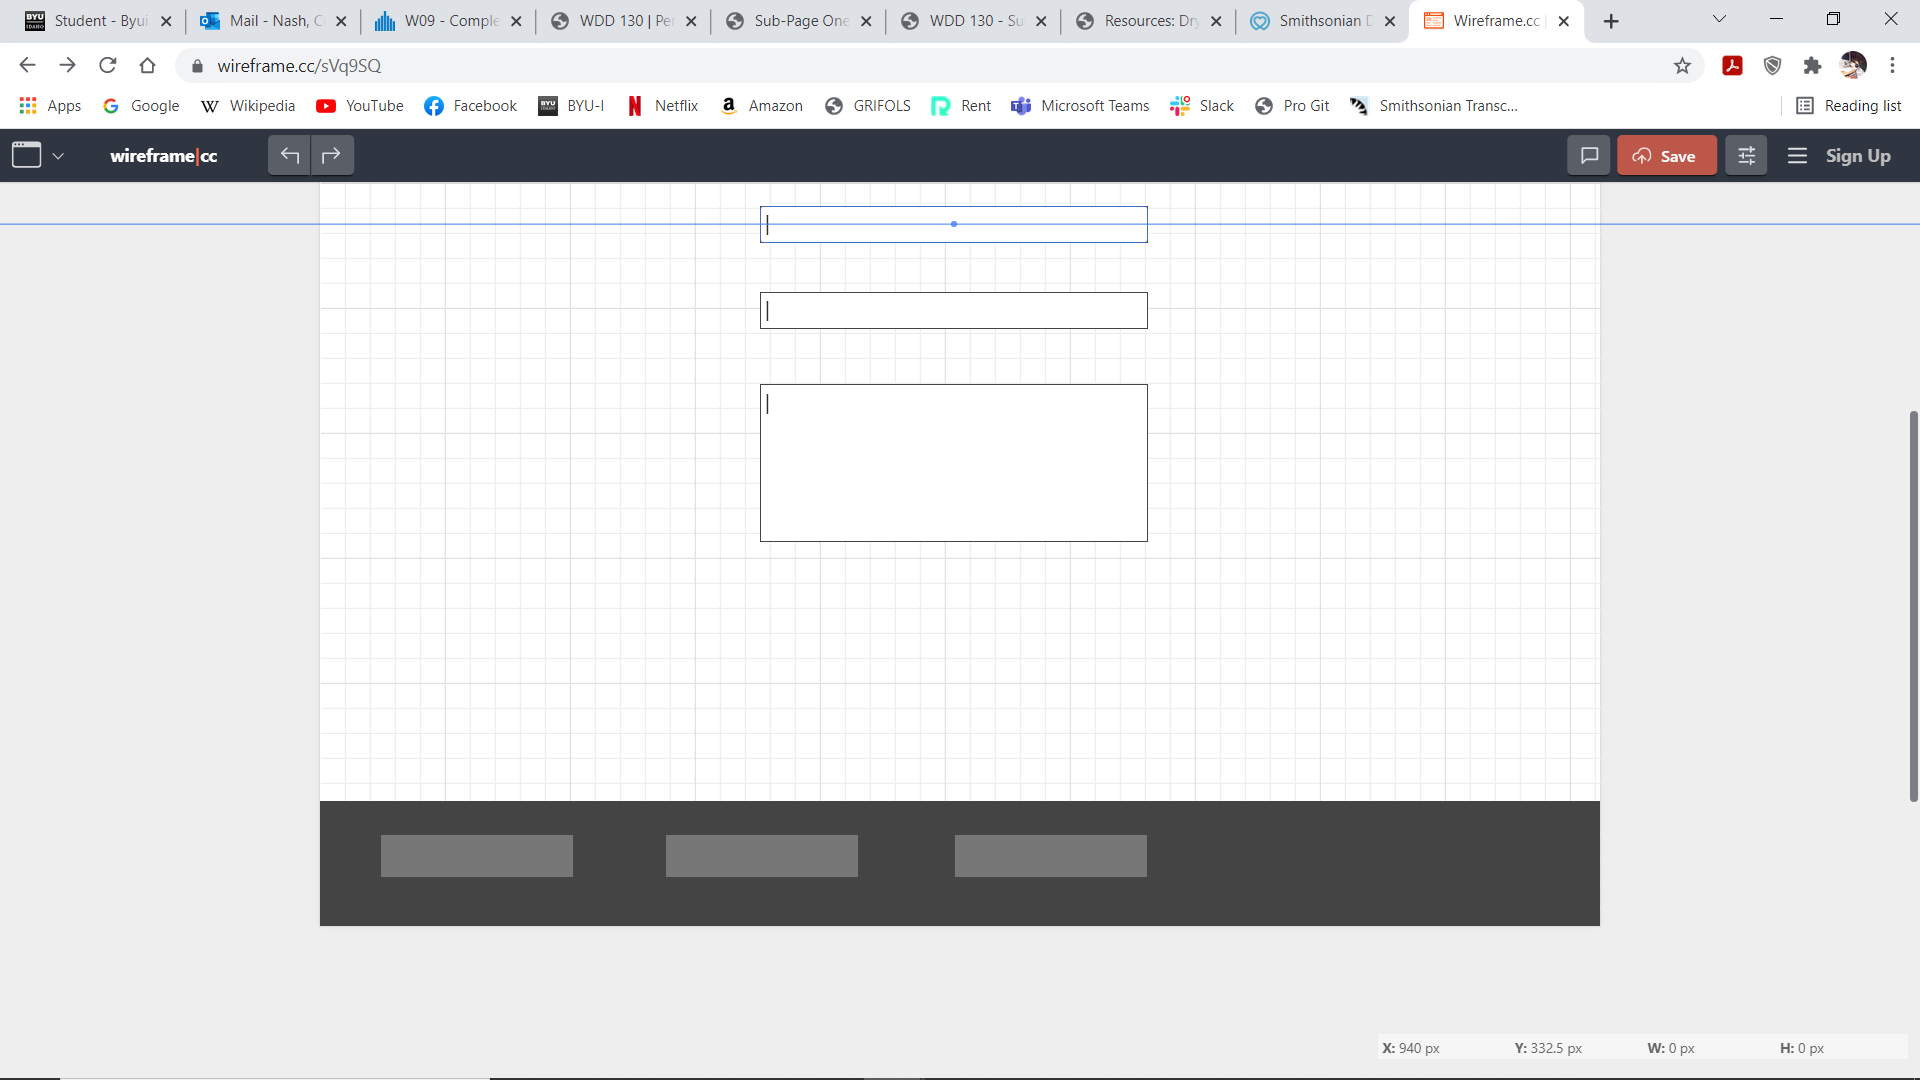 Student - Byui
Mail - Nash, C
W09 - Comple
WDD 130 | Per
Sub-Page One
WDD 130 - Su
Resources: Dry
Smithsonian D
Wireframe.cc |
wireframe.cc/sVq9SQ
Apps Google Wikipedia YouTube Facebook BYU-I Netflix Amazon GRIFOLS Rent Microsoft Teams Slack Pro Git Smithsonian Transc... Reading list
wireframe|cc Save Sign Up
X: 940 px Y: 332.5 px W: 0 px H: 0 px